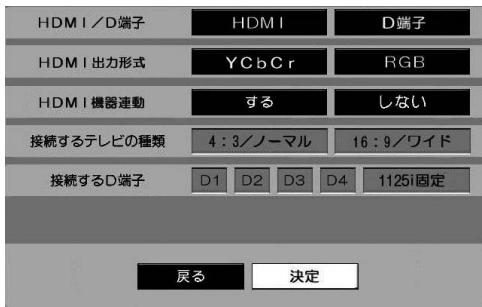 HDMI/D端子 HDMI D端子
HDMI出力形式 YCbCr RGB
HDMI機器連動 する しない
接続するテレビの種類 4:3/ノーマル 16:9/ワイド
接続するD端子 D1 D2 D3 D4 1125i固定
戻る 決定